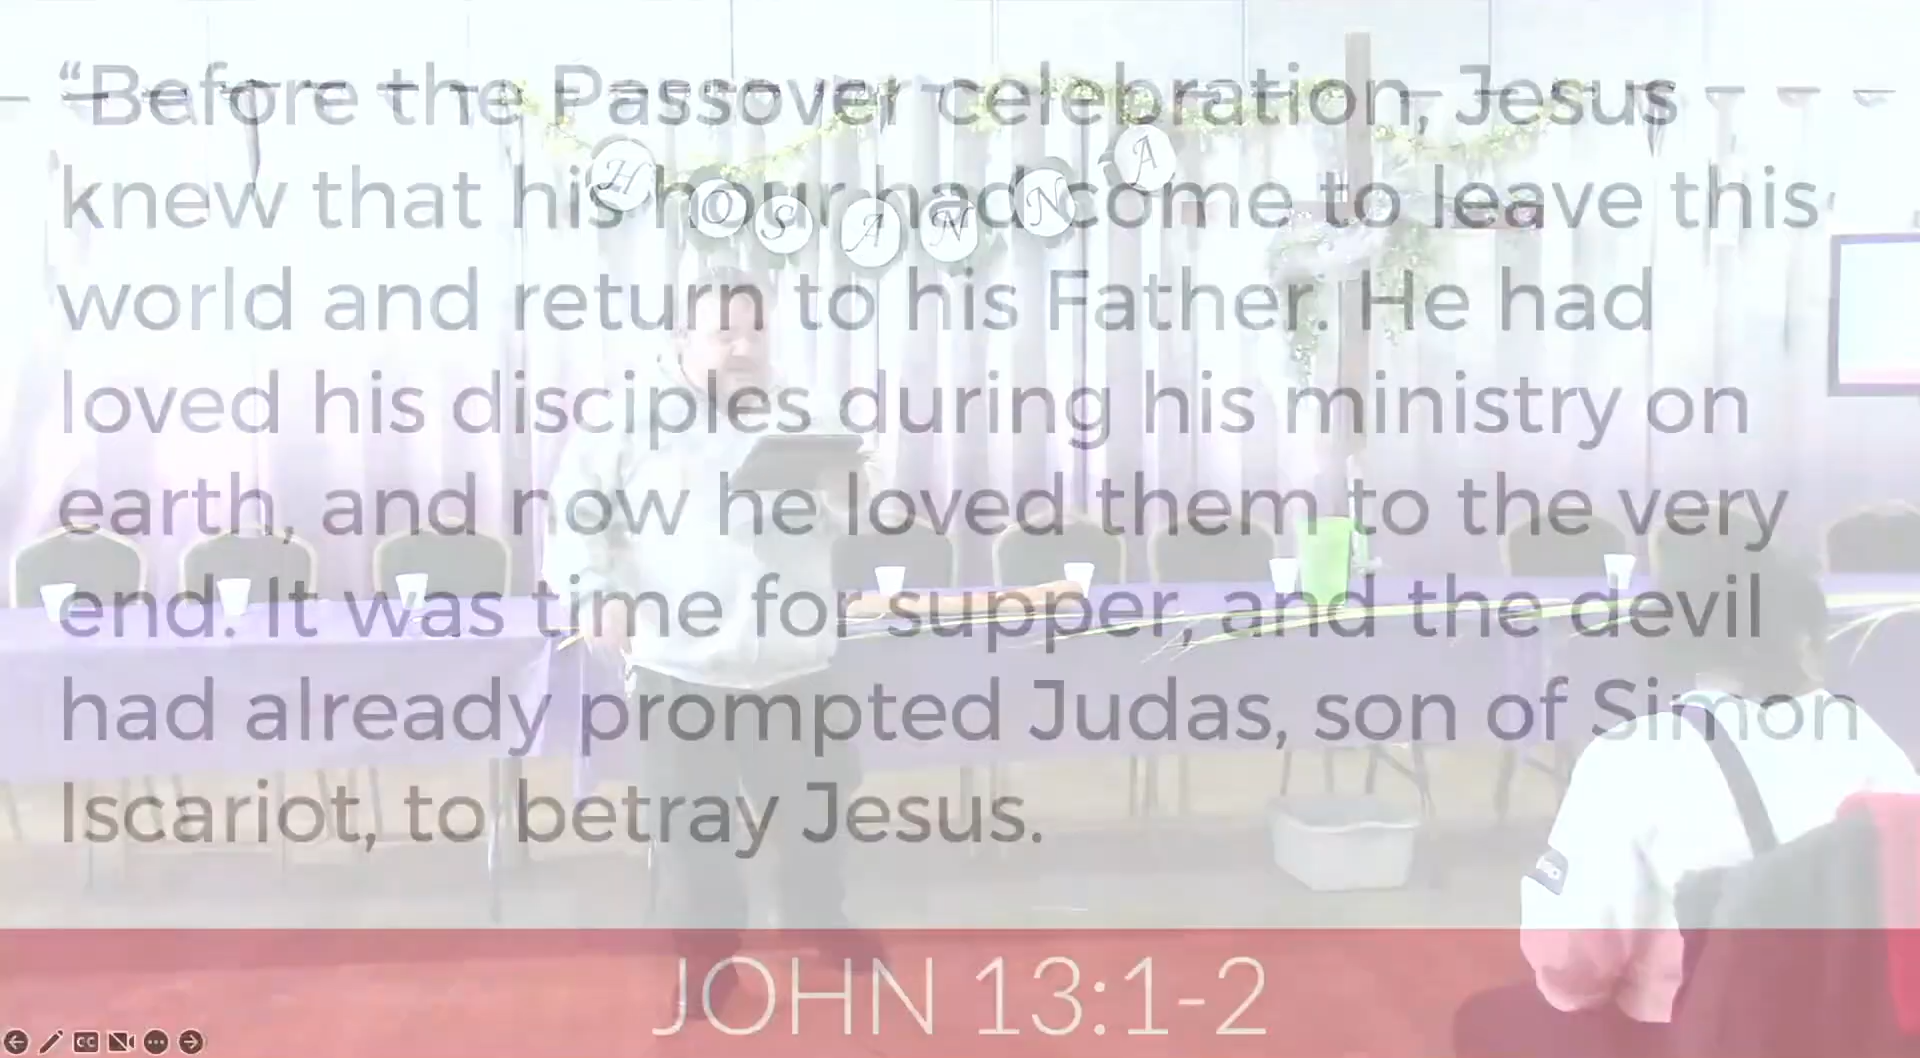 “Before the Passover celebration, Jesus
knew that his hour had come to leave this
world and return to his Father. He had
loved his disciples during his ministry on
earth, and now he loved them to the very
end. It was time for supper, and the devil
had already prompted Judas, son of Simon
Iscariot, to betray Jesus.
HOSANNA
JOHN 13:1-2
CC